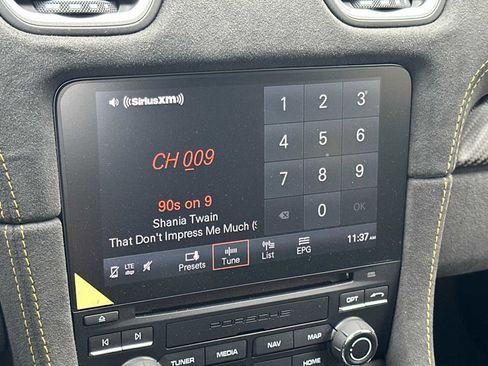 ((SiriusXM))
CH 009
90s on 9
Shania Twain
That Don't Impress Me Much (S
1 2 3
4 5 6
7 8 9
0 OK
LTE
Presets Tune List EPG
11:37 AM
PORSCHE
OPT
TUNER MEDIA NAV MAP
HOME